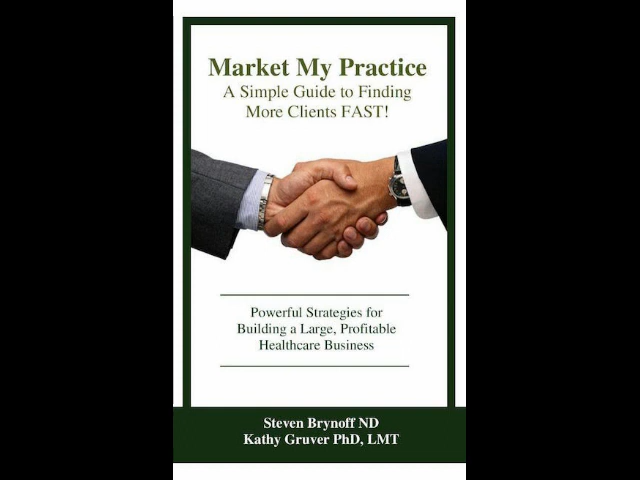 Market My Practice
A Simple Guide to Finding
More Clients FAST!
Powerful Strategies for
Building a Large, Profitable
Healthcare Business
Steven Brynoff ND
Kathy Gruver PhD, LMT